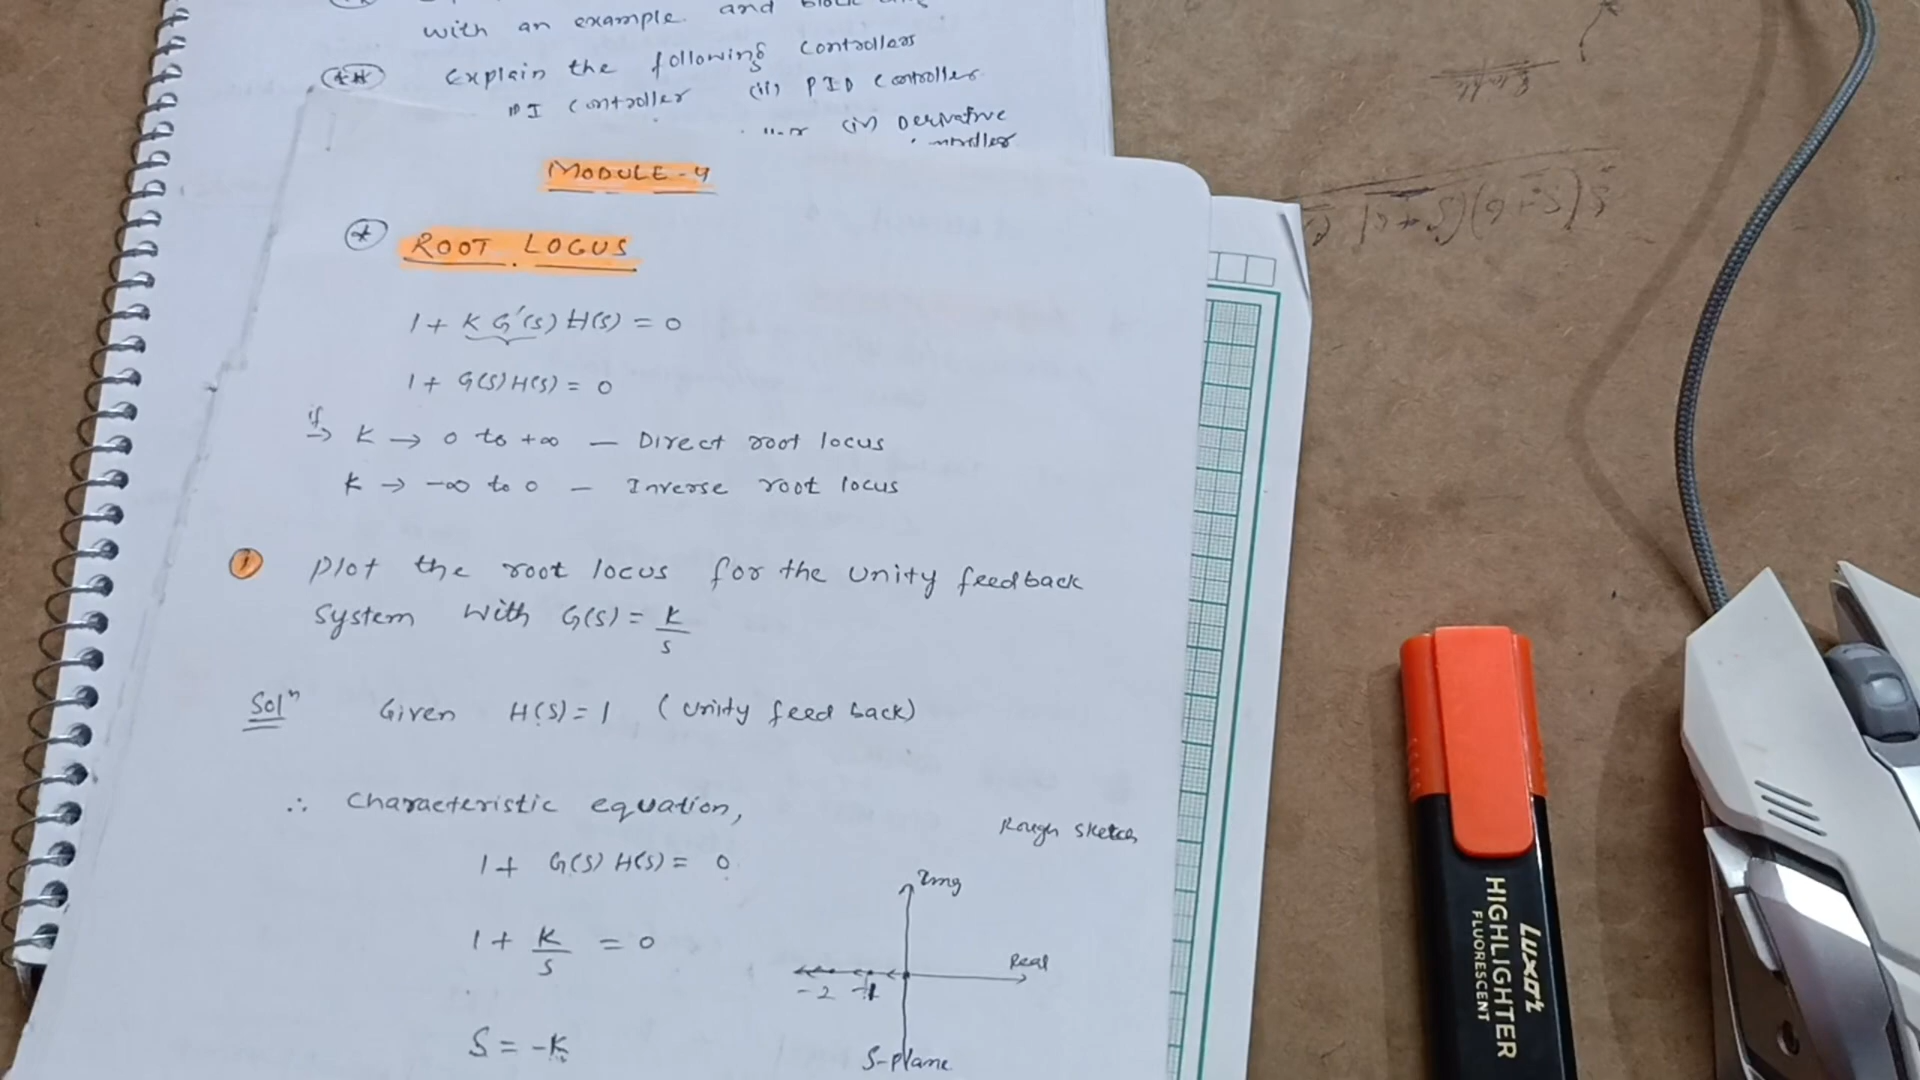 with an example and
Explain the following controllers
PI Controller (ii) PID Controller
(iv) Derivative
MODULE-4
ROOT LOCUS
1 + K G'(s) H(s) = 0
1 + G(s) H(s) = 0
if
⇒ K → 0 to +∞ — Direct root locus
K → -∞ to 0 — Inverse root locus
1 Plot the root locus for the unity feedback
system with G(s) = K/s
Solⁿ Given H(s) = 1 (unity feed back)
∴ Characteristic equation,
Rough sketch
1 + G(s) H(s) = 0
Img
1 + K/s = 0
Real
-2 -1
S = -K
S-plane
LUXOR
HIGHLIGHTER
FLUORESCENT